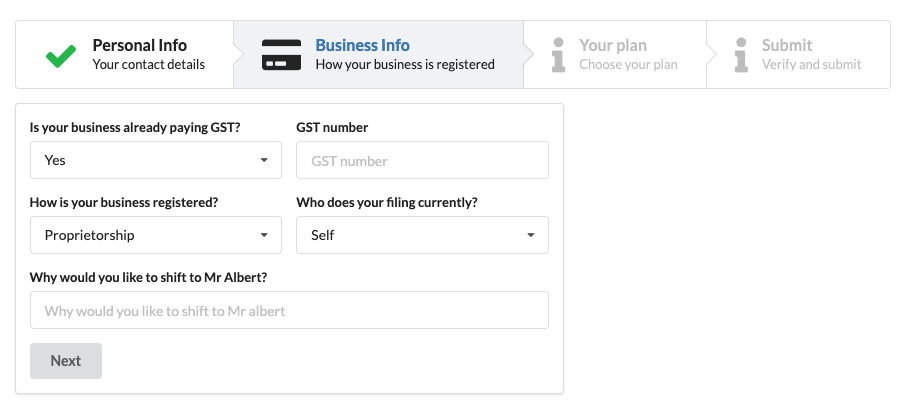 Personal Info
Your contact details
Business Info
How your business is registered
Your plan
Choose your plan
Submit
Verify and submit
Is your business already paying GST?
GST number
Yes
GST number
How is your business registered?
Who does your filing currently?
Proprietorship
Self
Why would you like to shift to Mr Albert?
Why would you like to shift to Mr albert
Next